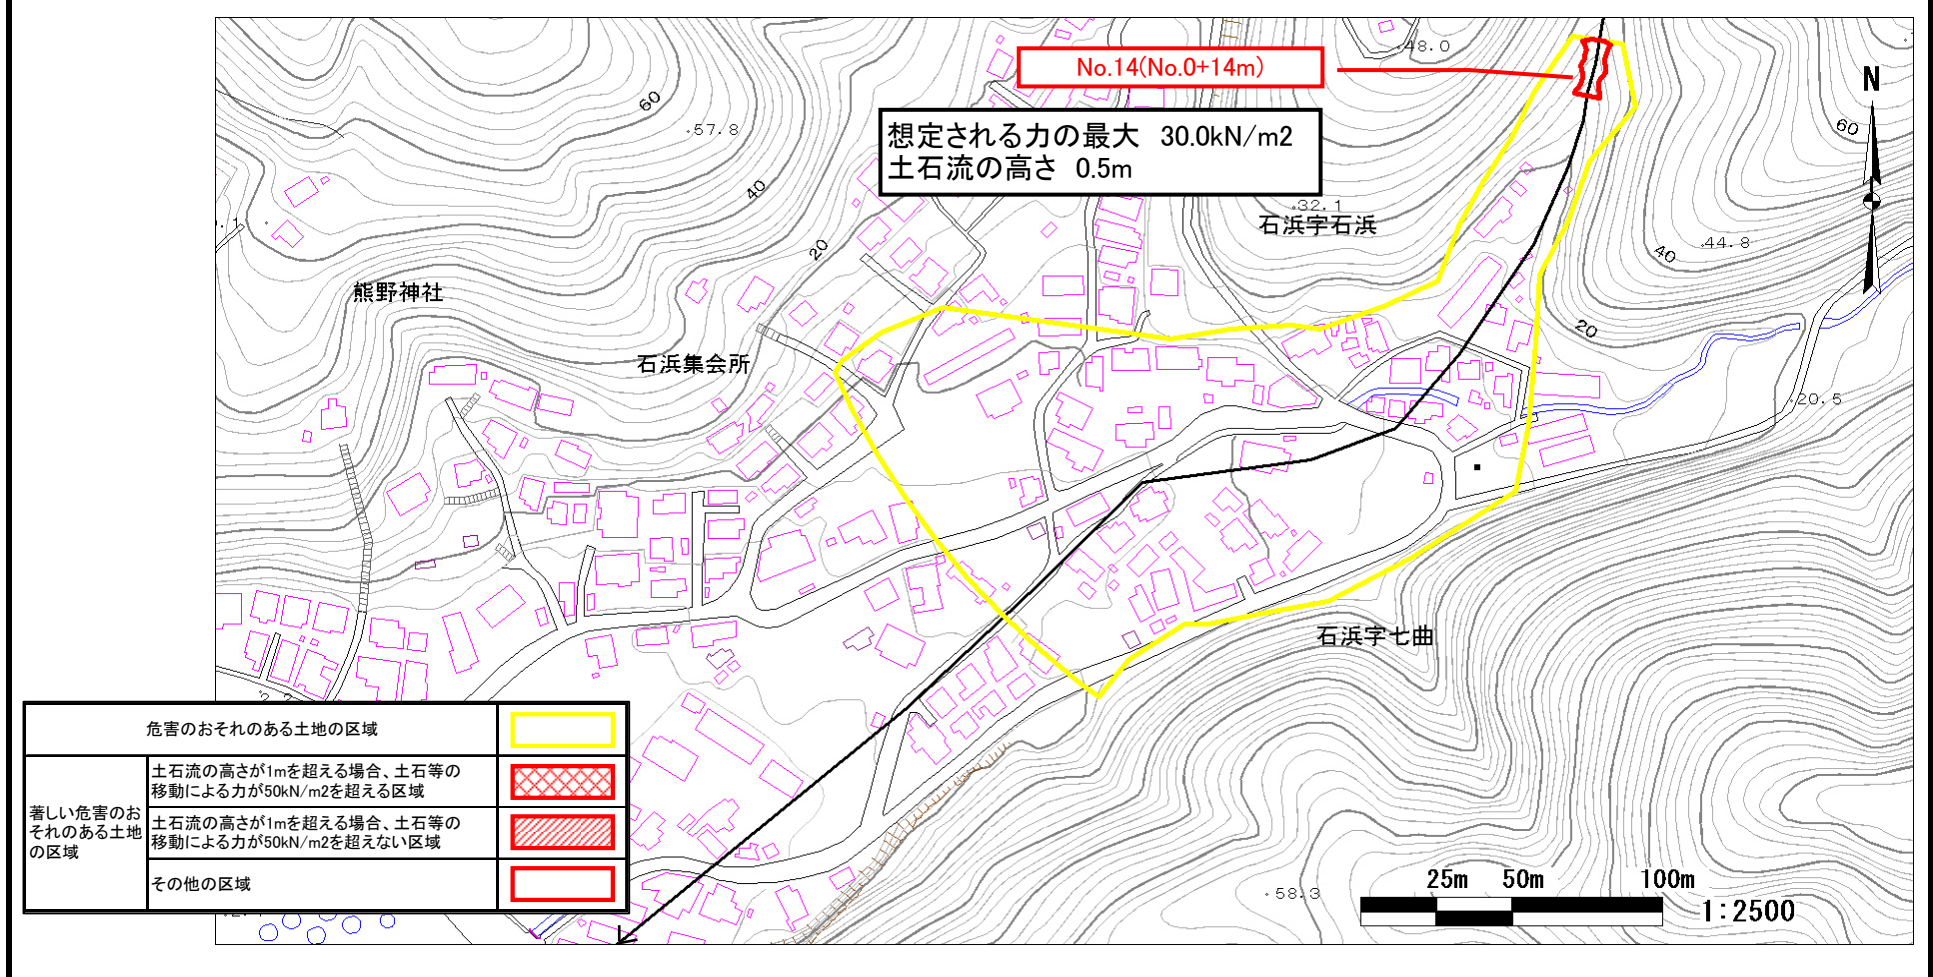 48.0
No.14(No.0+14m)
N
60
57.8
想定される力の最大 30.0kN/m2
土石流の高さ 0.5m
60
40
32.1
石浜字石浜
20
44.8
40
熊野神社
20
石浜集会所
20.5
石浜字七曲
危害のおそれのある土地の区域
著しい危害のお
それのある土地
の区域
土石流の高さが1mを超える場合、土石等の
移動による力が50kN/m2を超える区域
土石流の高さが1mを超える場合、土石等の
移動による力が50kN/m2を超えない区域
その他の区域
58.3
25m 50m 100m
1:2500